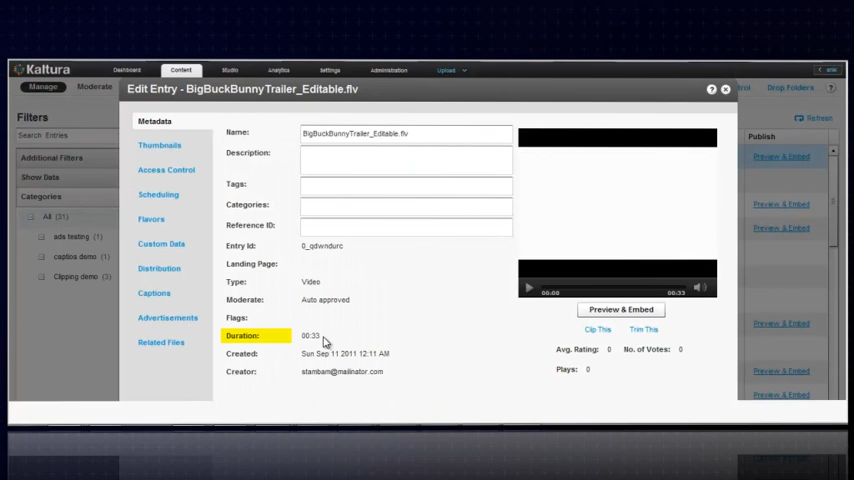 Kaltura Dashboard Content Studio Analytics Settings Administration Upload
Manage Moderate Drop Folders ?
Edit Entry - BigBuckBunnyTrailer_Editable.flv ?
Filters
Refresh
Search Entries
Publish
Additional Filters
Show Data
Categories
All (31)
ads testing (1)
captios demo (1)
Clipping demo (3)
Metadata
Thumbnails
Access Control
Scheduling
Flavors
Custom Data
Distribution
Captions
Advertisements
Related Files
Name: BigBuckBunnyTrailer_Editable.flv
Description:
Tags:
Categories:
Reference ID:
Entry Id: 0_qdwndurc
Landing Page:
Type: Video
Moderate: Auto approved
Flags:
Duration: 00:33
Created: Sun Sep 11 2011 12:11 AM
Creator: stambam@mailinator.com
00:00 00:33
Preview & Embed
Clip This Trim This
Avg. Rating: 0 No. of Votes: 0
Plays: 0
Preview & Embed
Preview & Embed
Preview & Embed
Preview & Embed
Preview & Embed
Preview & Embed